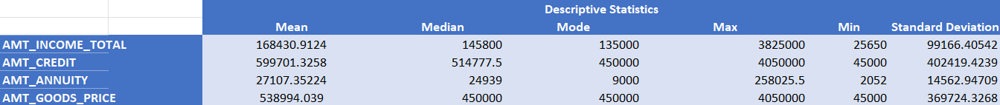 Descriptive Statistics
Mean Median Mode Max Min Standard Deviation
AMT_INCOME_TOTAL 168430.9124 145800 135000 3825000 25650 99166.40542
AMT_CREDIT 599701.3258 514777.5 450000 4050000 45000 402419.4239
AMT_ANNUITY 27107.35224 24939 9000 258025.5 2052 14562.94709
AMT_GOODS_PRICE 538994.039 450000 450000 4050000 45000 369724.3268